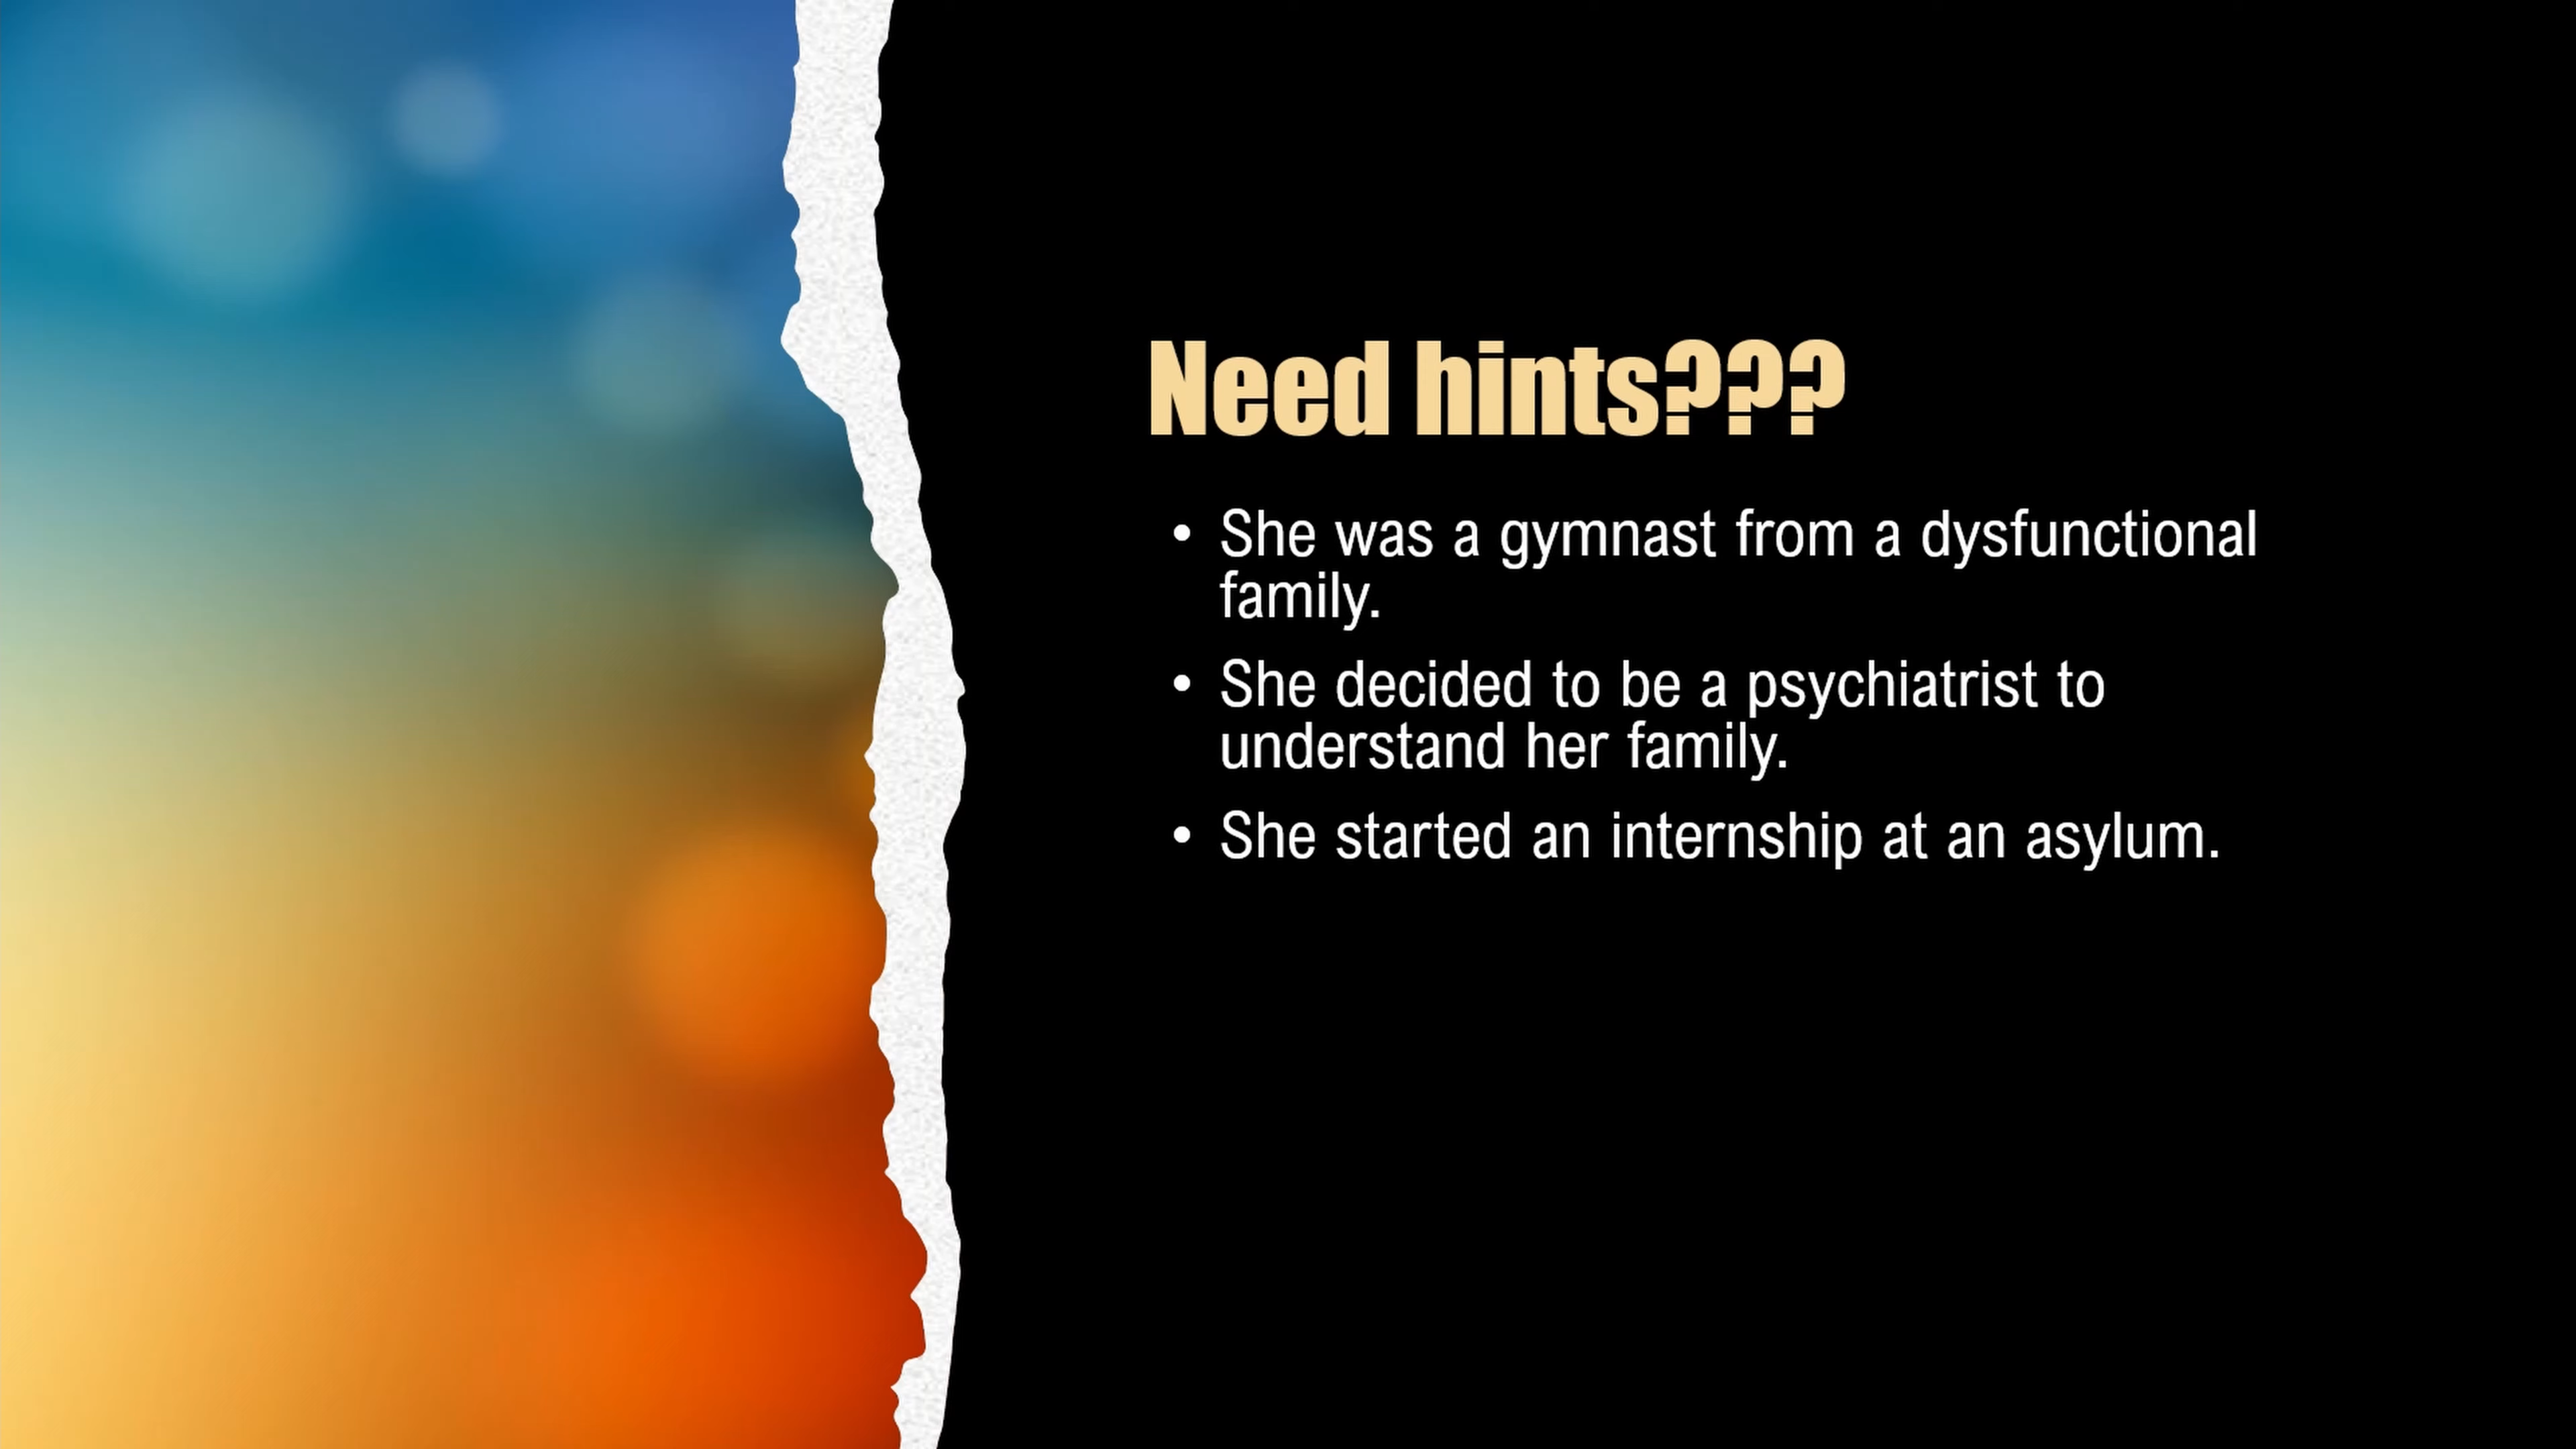 Need hints???
• She was a gymnast from a dysfunctional
family.
• She decided to be a psychiatrist to
understand her family.
• She started an internship at an asylum.